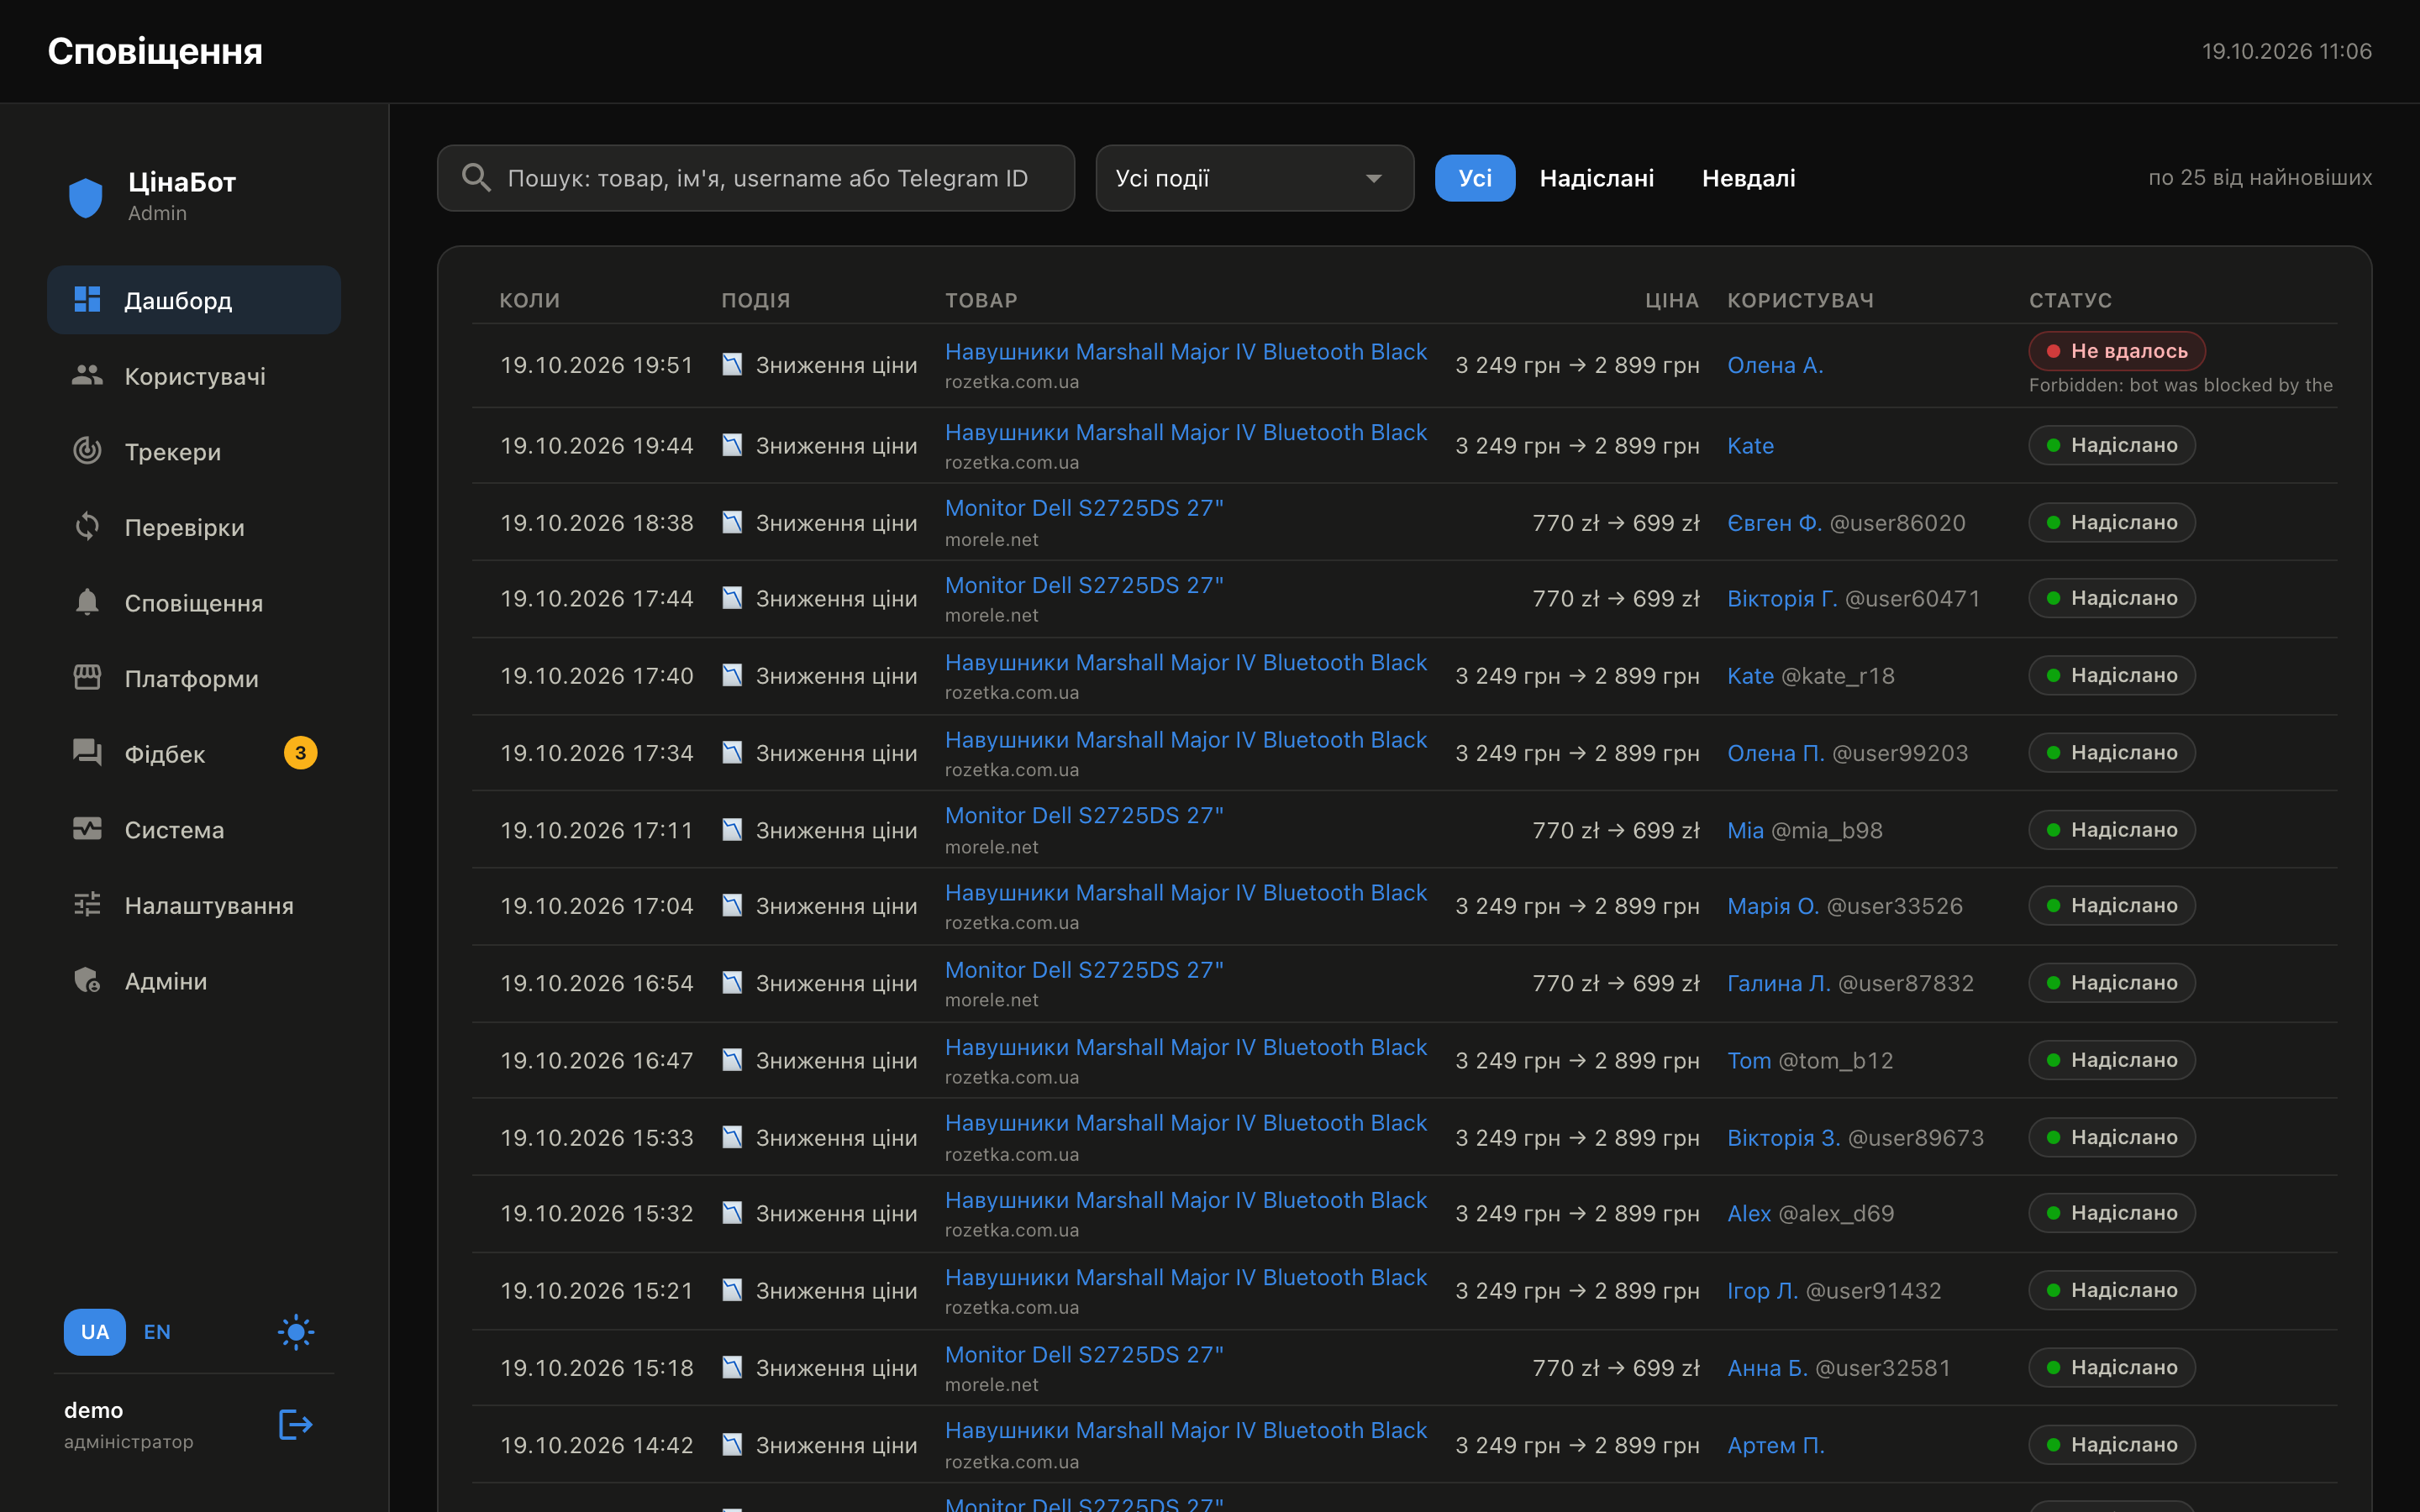 Сповіщення
19.10.2026 11:06
ЦінаБот
Admin
Дашборд
Користувачі
Трекери
Перевірки
Сповіщення
Платформи
Фідбек 3
Система
Налаштування
Адміни
UA EN
demo
адміністратор
Пошук: товар, ім'я, username або Telegram ID
Усі події
Усі Надіслані Невдалі
по 25 від найновіших
КОЛИ ПОДІЯ ТОВАР ЦІНА КОРИСТУВАЧ СТАТУС
19.10.2026 19:51 Зниження ціни Навушники Marshall Major IV Bluetooth Black 3 249 грн → 2 899 грн Олена А. Не вдалось
rozetka.com.ua Forbidden: bot was blocked by the
19.10.2026 19:44 Зниження ціни Навушники Marshall Major IV Bluetooth Black 3 249 грн → 2 899 грн Kate Надіслано
rozetka.com.ua
19.10.2026 18:38 Зниження ціни Monitor Dell S2725DS 27" 770 zł → 699 zł Євген Ф. @user86020 Надіслано
morele.net
19.10.2026 17:44 Зниження ціни Monitor Dell S2725DS 27" 770 zł → 699 zł Вікторія Г. @user60471 Надіслано
morele.net
19.10.2026 17:40 Зниження ціни Навушники Marshall Major IV Bluetooth Black 3 249 грн → 2 899 грн Kate @kate_r18 Надіслано
rozetka.com.ua
19.10.2026 17:34 Зниження ціни Навушники Marshall Major IV Bluetooth Black 3 249 грн → 2 899 грн Олена П. @user99203 Надіслано
rozetka.com.ua
19.10.2026 17:11 Зниження ціни Monitor Dell S2725DS 27" 770 zł → 699 zł Mia @mia_b98 Надіслано
morele.net
19.10.2026 17:04 Зниження ціни Навушники Marshall Major IV Bluetooth Black 3 249 грн → 2 899 грн Марія О. @user33526 Надіслано
rozetka.com.ua
19.10.2026 16:54 Зниження ціни Monitor Dell S2725DS 27" 770 zł → 699 zł Галина Л. @user87832 Надіслано
morele.net
19.10.2026 16:47 Зниження ціни Навушники Marshall Major IV Bluetooth Black 3 249 грн → 2 899 грн Tom @tom_b12 Надіслано
rozetka.com.ua
19.10.2026 15:33 Зниження ціни Навушники Marshall Major IV Bluetooth Black 3 249 грн → 2 899 грн Вікторія З. @user89673 Надіслано
rozetka.com.ua
19.10.2026 15:32 Зниження ціни Навушники Marshall Major IV Bluetooth Black 3 249 грн → 2 899 грн Alex @alex_d69 Надіслано
rozetka.com.ua
19.10.2026 15:21 Зниження ціни Навушники Marshall Major IV Bluetooth Black 3 249 грн → 2 899 грн Ігор Л. @user91432 Надіслано
rozetka.com.ua
19.10.2026 15:18 Зниження ціни Monitor Dell S2725DS 27" 770 zł → 699 zł Анна Б. @user32581 Надіслано
morele.net
19.10.2026 14:42 Зниження ціни Навушники Marshall Major IV Bluetooth Black 3 249 грн → 2 899 грн Артем П. Надіслано
rozetka.com.ua
Monitor Dell S2725DS 27"